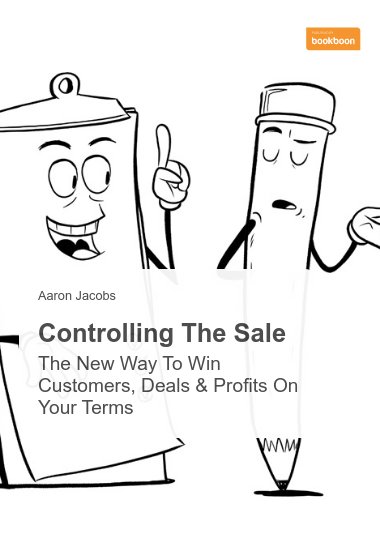 bookboon
Aaron Jacobs
Controlling The Sale
The New Way To Win
Customers, Deals & Profits On
Your Terms